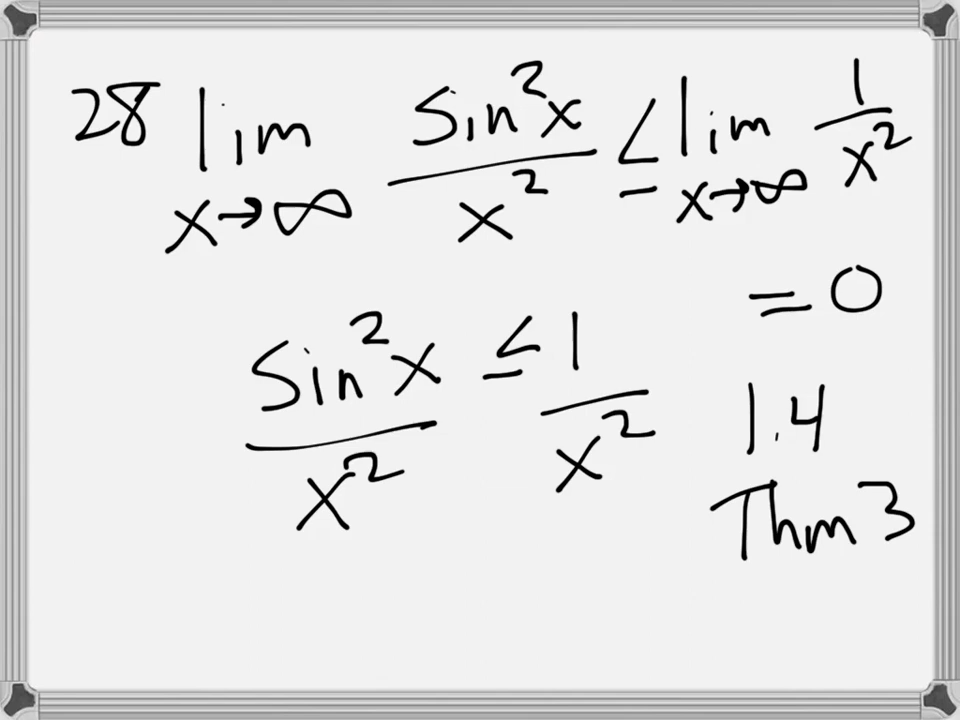 28 lim x→∞ sin²x / x² ≤ lim x→∞ 1 / x²
= 0
sin²x / x² ≤ 1 / x²
1.4
Thm 3